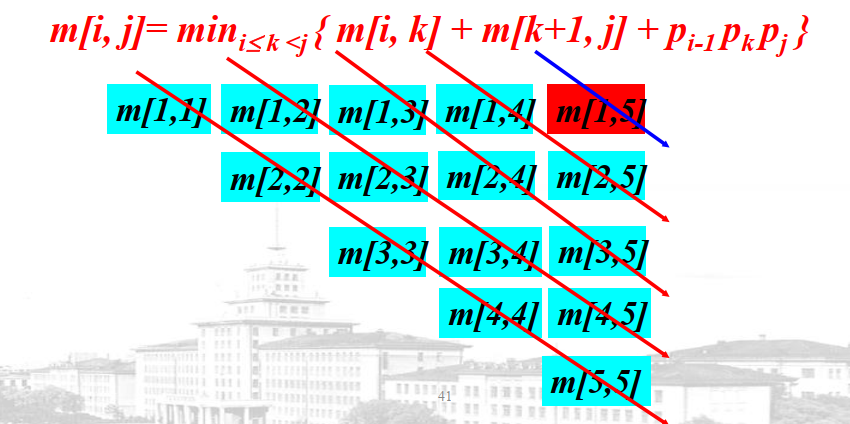 m[i, j]= min_{i≤ k <j}{ m[i, k] + m[k+1, j] + p_{i-1}p_kp_j }
m[1,1] m[1,2] m[1,3] m[1,4] m[1,5]
m[2,2] m[2,3] m[2,4] m[2,5]
m[3,3] m[3,4] m[3,5]
m[4,4] m[4,5]
m[5,5]
41